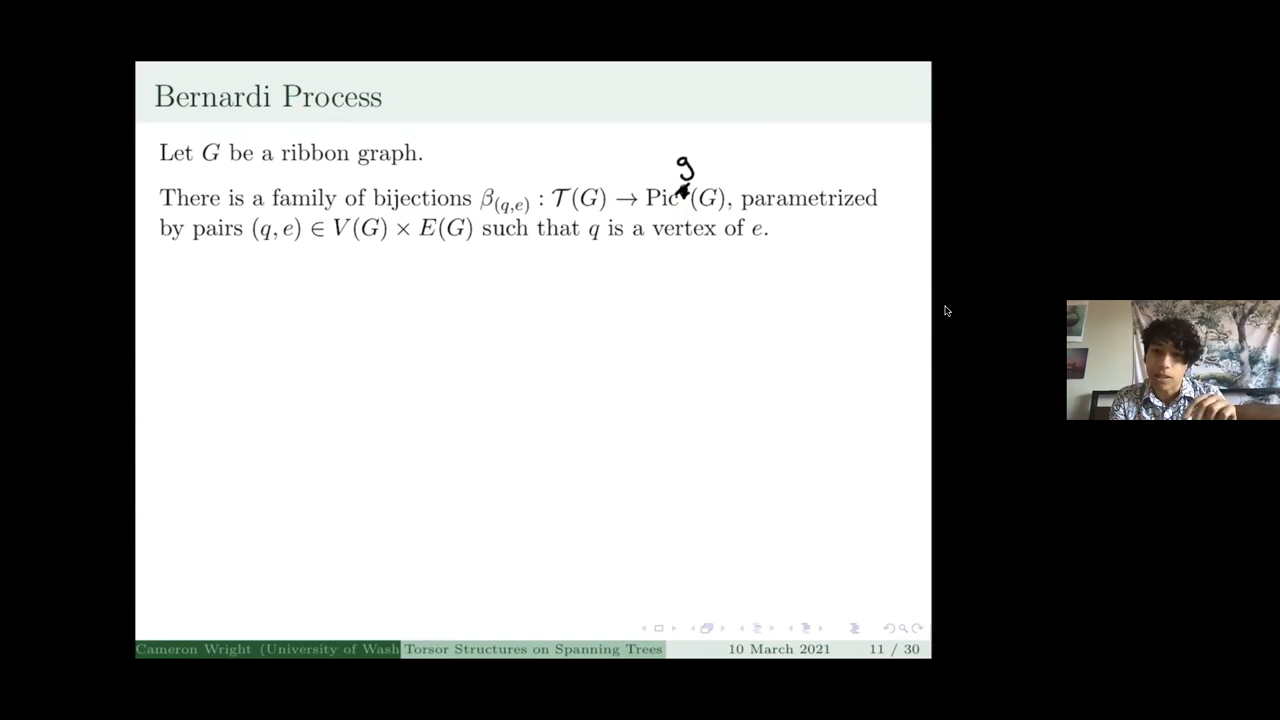 Bernardi Process
Let G be a ribbon graph.
g
There is a family of bijections β(q,e) : T(G) → Pic (G), parametrized
by pairs (q, e) ∈ V(G) × E(G) such that q is a vertex of e.
Cameron Wright (University of Wash Torsor Structures on Spanning Trees 10 March 2021 11 / 30